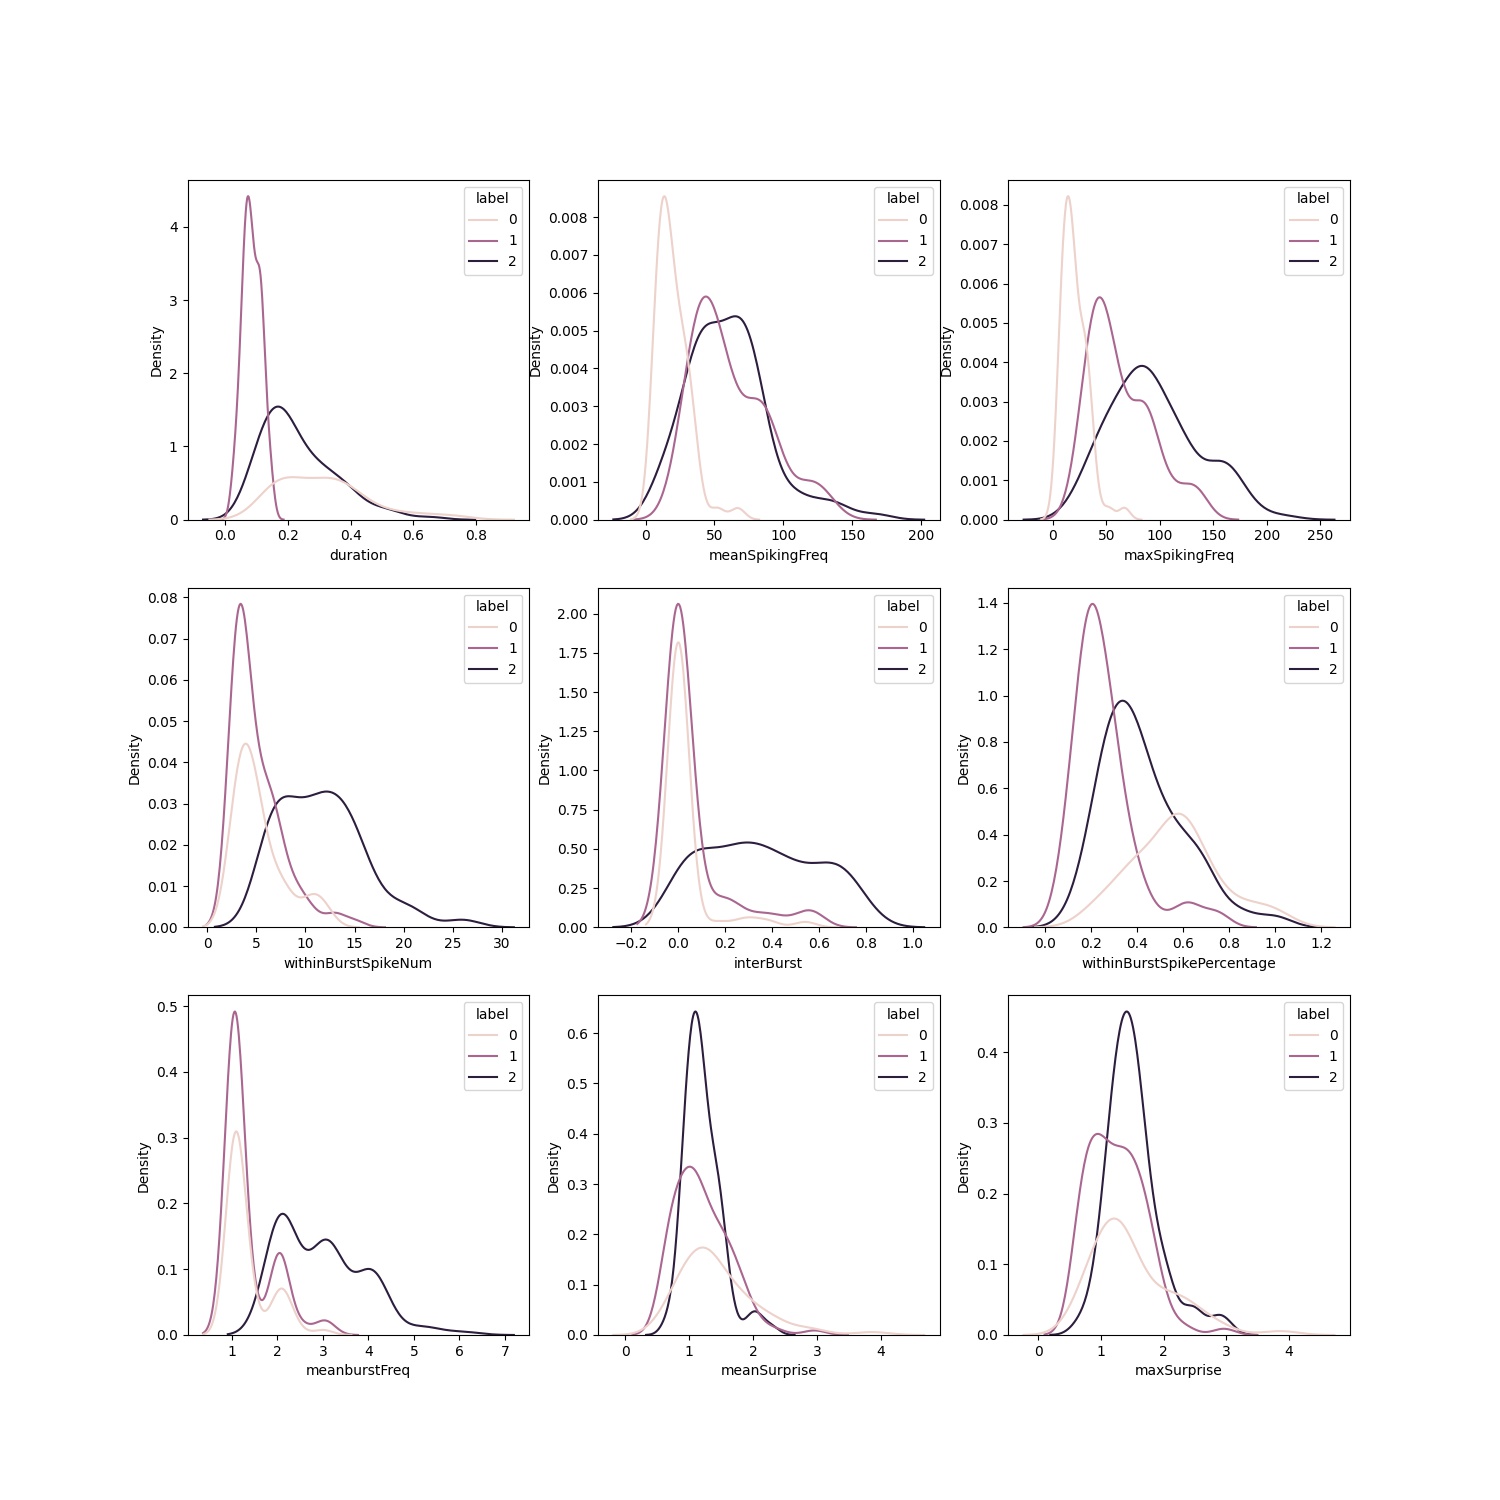 label
0
1
2
4
3
2
1
0
Density
0.0 0.2 0.4 0.6 0.8
duration
label
0
1
2
0.008
0.007
0.006
0.005
0.004
0.003
0.002
0.001
0.000
Density
0 50 100 150 200
meanSpikingFreq
label
0
1
2
0.008
0.007
0.006
0.005
0.004
0.003
0.002
0.001
0.000
Density
0 50 100 150 200 250
maxSpikingFreq
label
0
1
2
0.08
0.07
0.06
0.05
0.04
0.03
0.02
0.01
0.00
Density
0 5 10 15 20 25 30
withinBurstSpikeNum
label
0
1
2
2.00
1.75
1.50
1.25
1.00
0.75
0.50
0.25
0.00
Density
−0.2 0.0 0.2 0.4 0.6 0.8 1.0
interBurst
label
0
1
2
1.4
1.2
1.0
0.8
0.6
0.4
0.2
0.0
Density
0.0 0.2 0.4 0.6 0.8 1.0 1.2
withinBurstSpikePercentage
label
0
1
2
0.5
0.4
0.3
0.2
0.1
0.0
Density
1 2 3 4 5 6 7
meanburstFreq
label
0
1
2
0.6
0.5
0.4
0.3
0.2
0.1
0.0
Density
0 1 2 3 4
meanSurprise
label
0
1
2
0.4
0.3
0.2
0.1
0.0
Density
0 1 2 3 4
maxSurprise